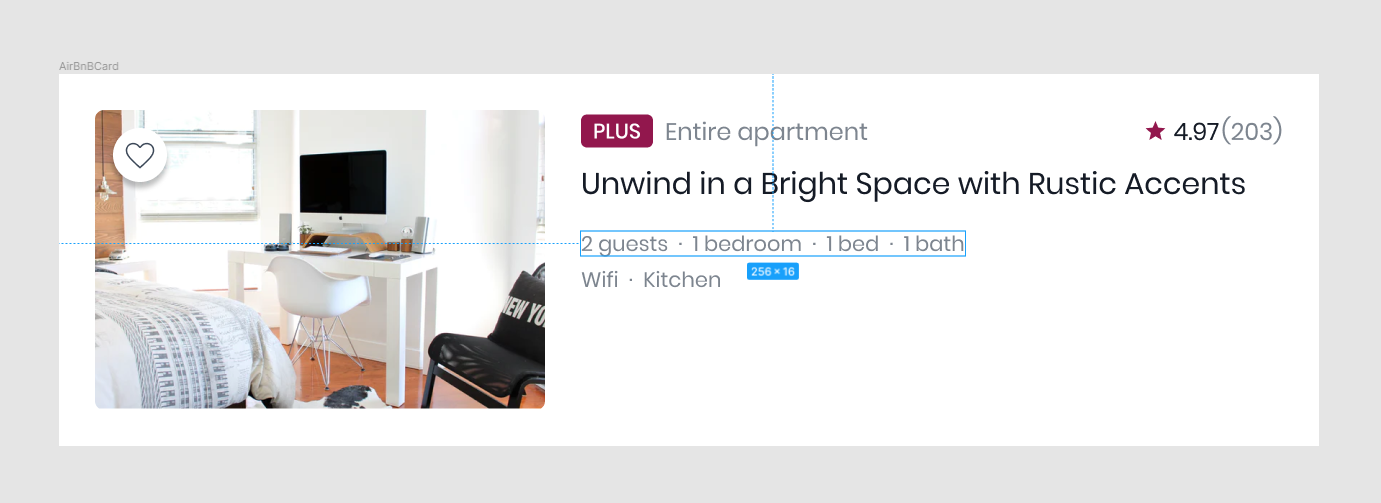 AirBnBCard
PLUS Entire apartment
4.97(203)
Unwind in a Bright Space with Rustic Accents
2 guests · 1 bedroom · 1 bed · 1 bath
256 × 16
Wifi · Kitchen
NEW YO